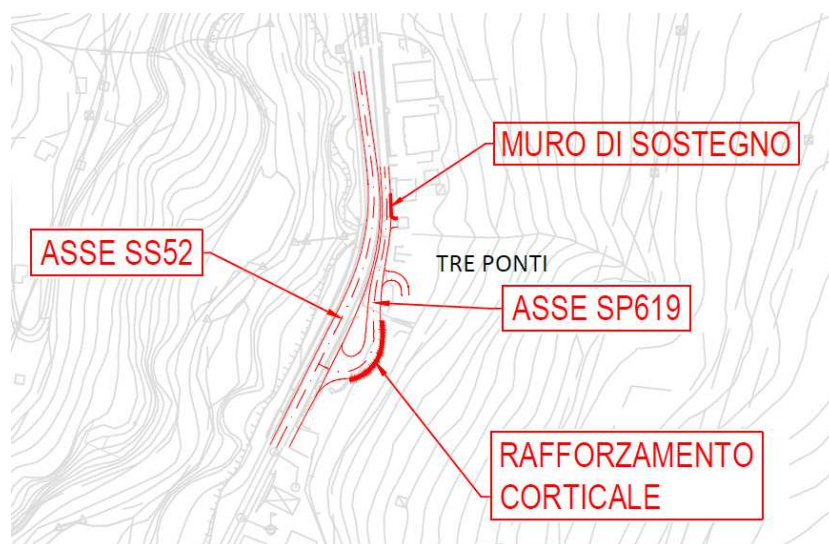 MURO DI SOSTEGNO
ASSE SS52
TRE PONTI
ASSE SP619
RAFFORZAMENTO
CORTICALE